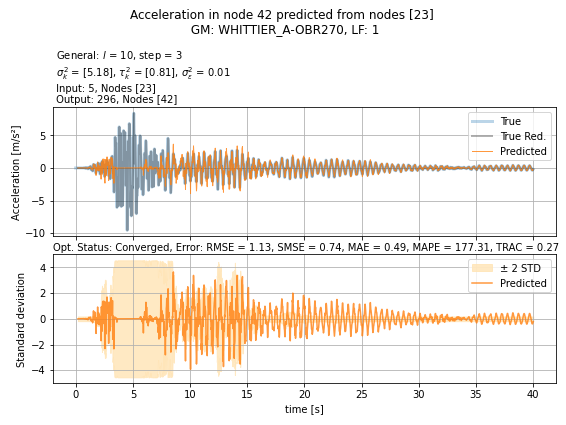 Acceleration in node 42 predicted from nodes [23]
GM: WHITTIER_A-OBR270, LF: 1
General: l = 10, step = 3
σ_k^2 = [5.18], τ_k^2 = [0.81], σ_ε^2 = 0.01
Input: 5, Nodes [23]
Output: 296, Nodes [42]
True
True Red.
Predicted
Acceleration [m/s²]
5
0
−5
−10
Opt. Status: Converged, Error: RMSE = 1.13, SMSE = 0.74, MAE = 0.49, MAPE = 177.31, TRAC = 0.27
± 2 STD
Predicted
Standard deviation
4
2
0
−2
−4
0 5 10 15 20 25 30 35 40
time [s]